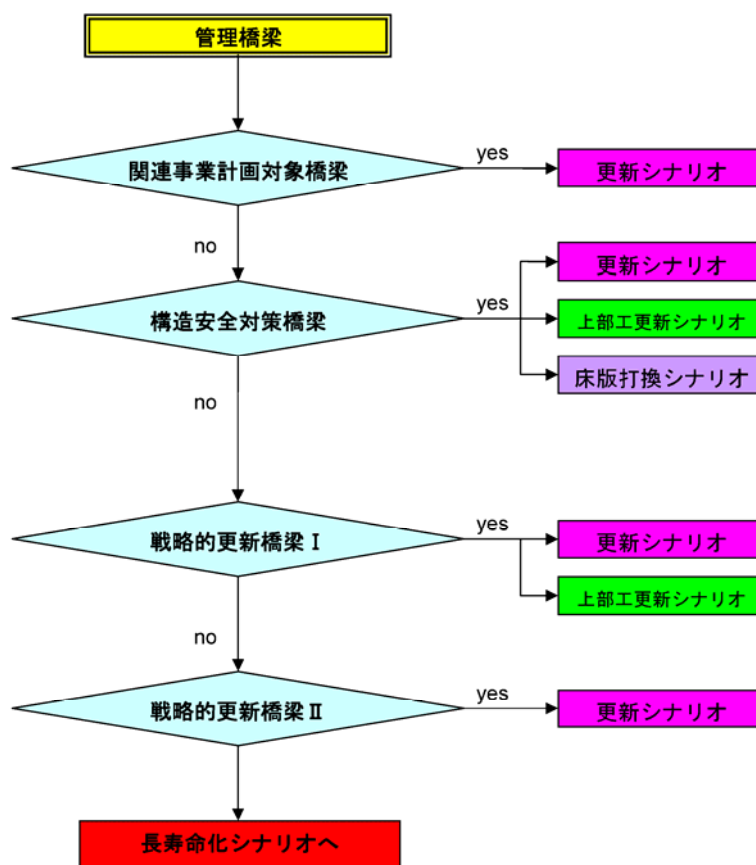 管理橋梁
関連事業計画対象橋梁
yes
更新シナリオ
no
構造安全対策橋梁
yes
更新シナリオ
上部工更新シナリオ
床版打換シナリオ
no
戦略的更新橋梁Ⅰ
yes
更新シナリオ
上部工更新シナリオ
no
戦略的更新橋梁Ⅱ
yes
更新シナリオ
長寿命化シナリオへ